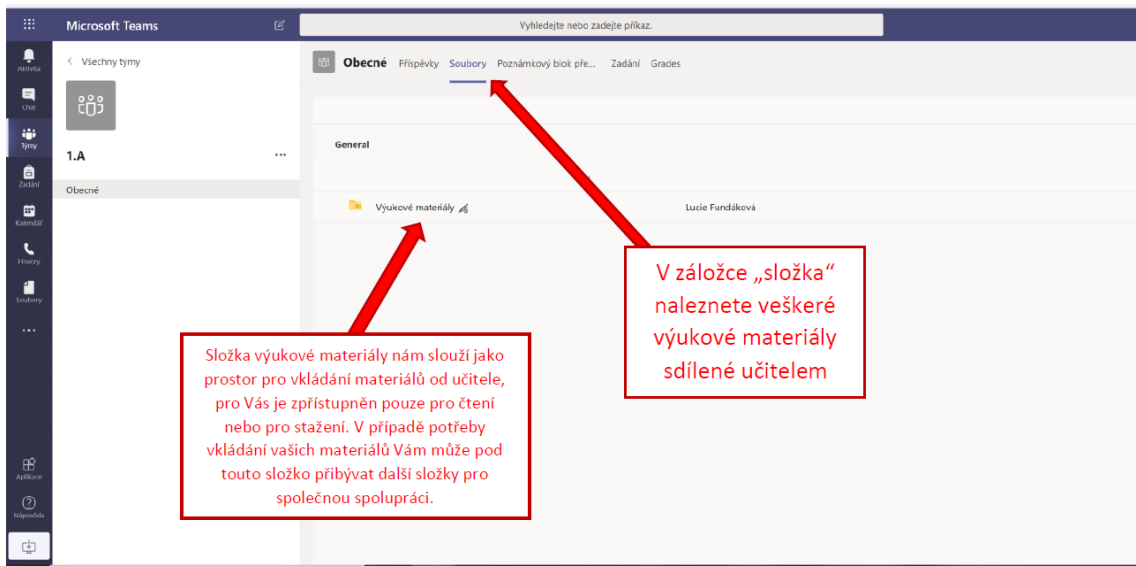 Microsoft Teams
Vyhledejte nebo zadejte příkaz.
Aktivita
Chat
Týmy
Zadání
Kalendář
Hovory
Soubory
Aplikace
Nápověda
< Všechny týmy
1.A
Obecné
Obecné Příspěvky Soubory Poznámkový blok pře... Zadání Grades
General
Výukové materiály Lucie Fundáková
V záložce „složka“
naleznete veškeré
výukové materiály
sdílené učitelem
Složka výukové materiály nám slouží jako
prostor pro vkládání materiálů od učitele,
pro Vás je zpřístupněn pouze pro čtení
nebo pro stažení. V případě potřeby
vkládání vašich materiálů Vám může pod
touto složko přibývat další složky pro
společnou spolupráci.